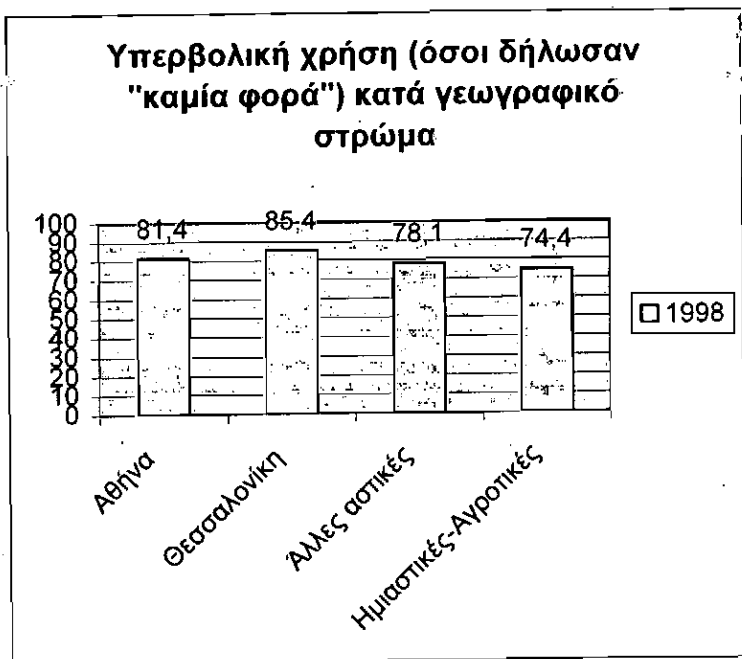 Υπερβολική χρήση (όσοι δήλωσαν
"καμία φορά") κατά γεωγραφικό
στρώμα
100
90
80
70
60
50
40
30
20
10
0
81,4
85,4
78,1
74,4
1998
Αθήνα
Θεσσαλονίκη
Άλλες αστικές
Ημιαστικές-Αγροτικές